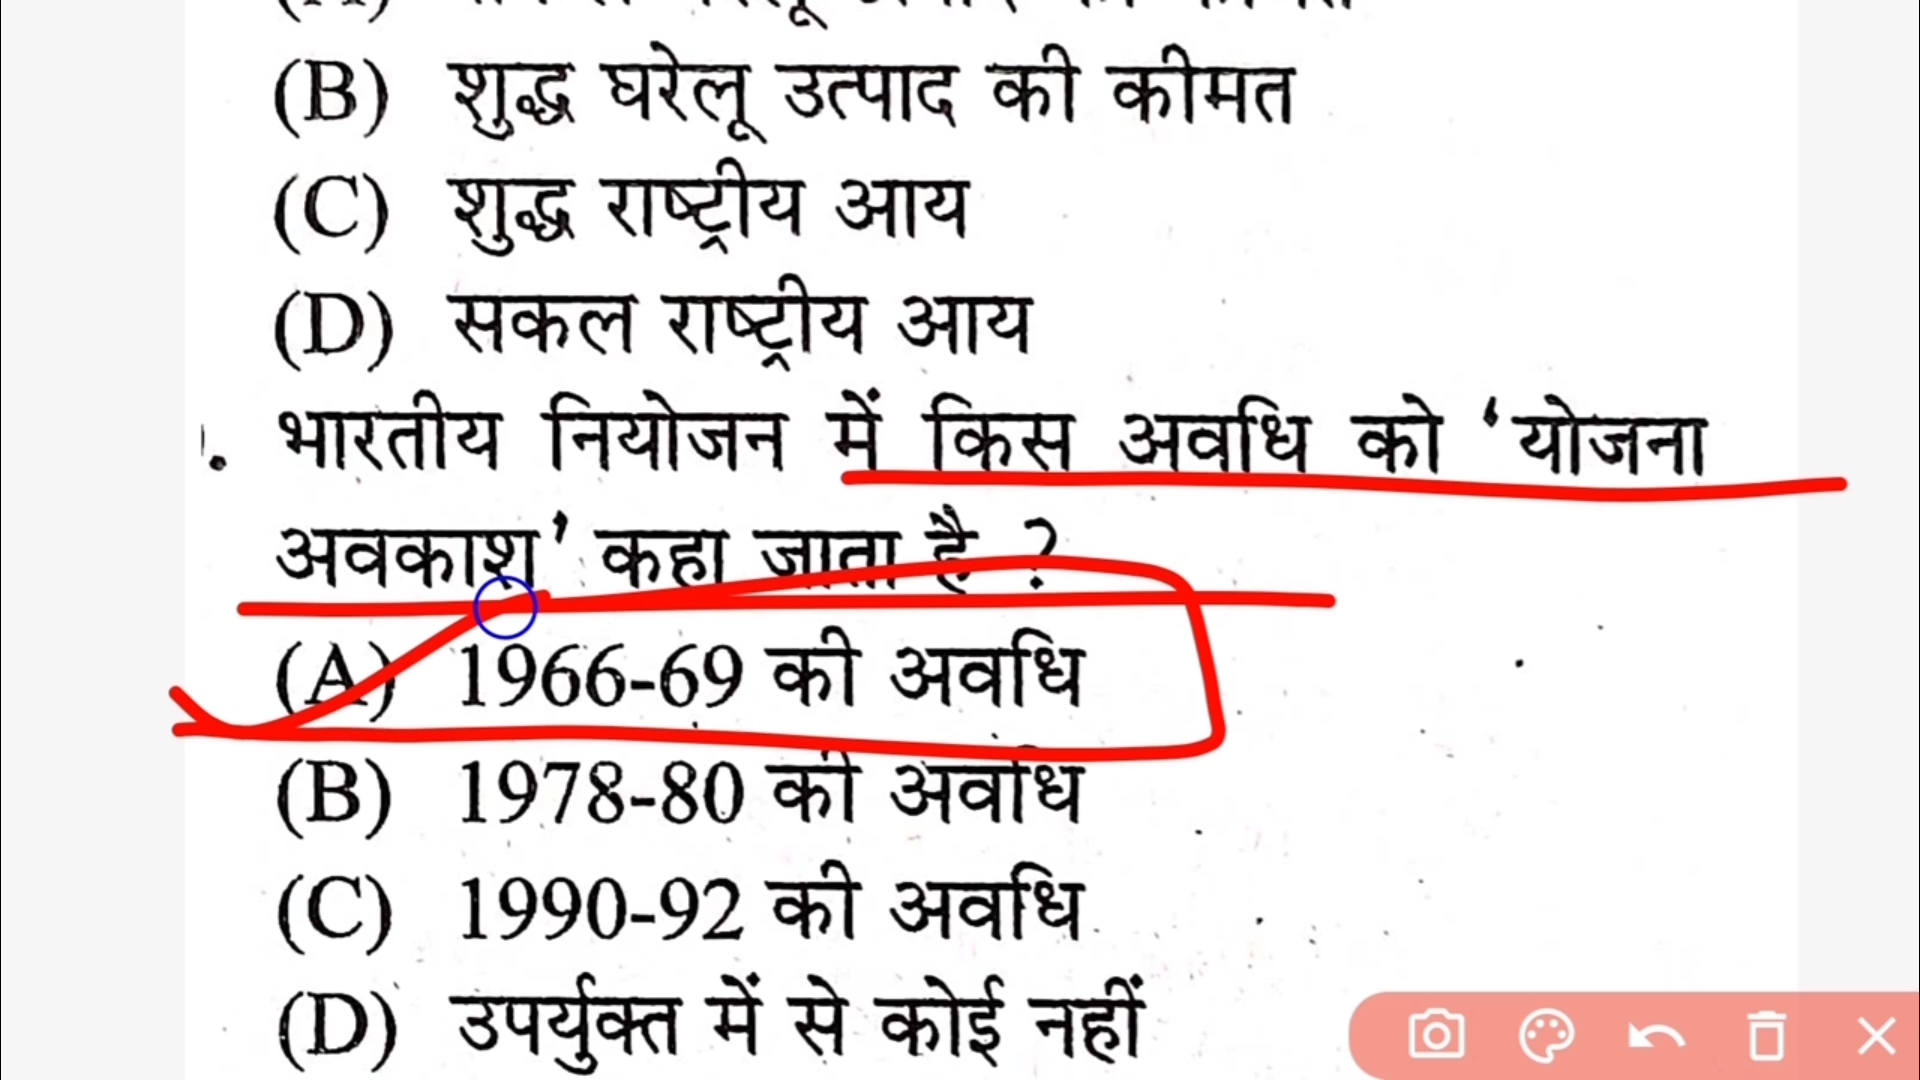 (B) शुद्ध घरेलू उत्पाद की कीमत
(C) शुद्ध राष्ट्रीय आय
(D) सकल राष्ट्रीय आय
भारतीय नियोजन में किस अवधि को ‘योजना
अवकाश’ कहा जाता है ?
(A) 1966-69 की अवधि
(B) 1978-80 की अवधि
(C) 1990-92 की अवधि
(D) उपर्युक्त में से कोई नहीं